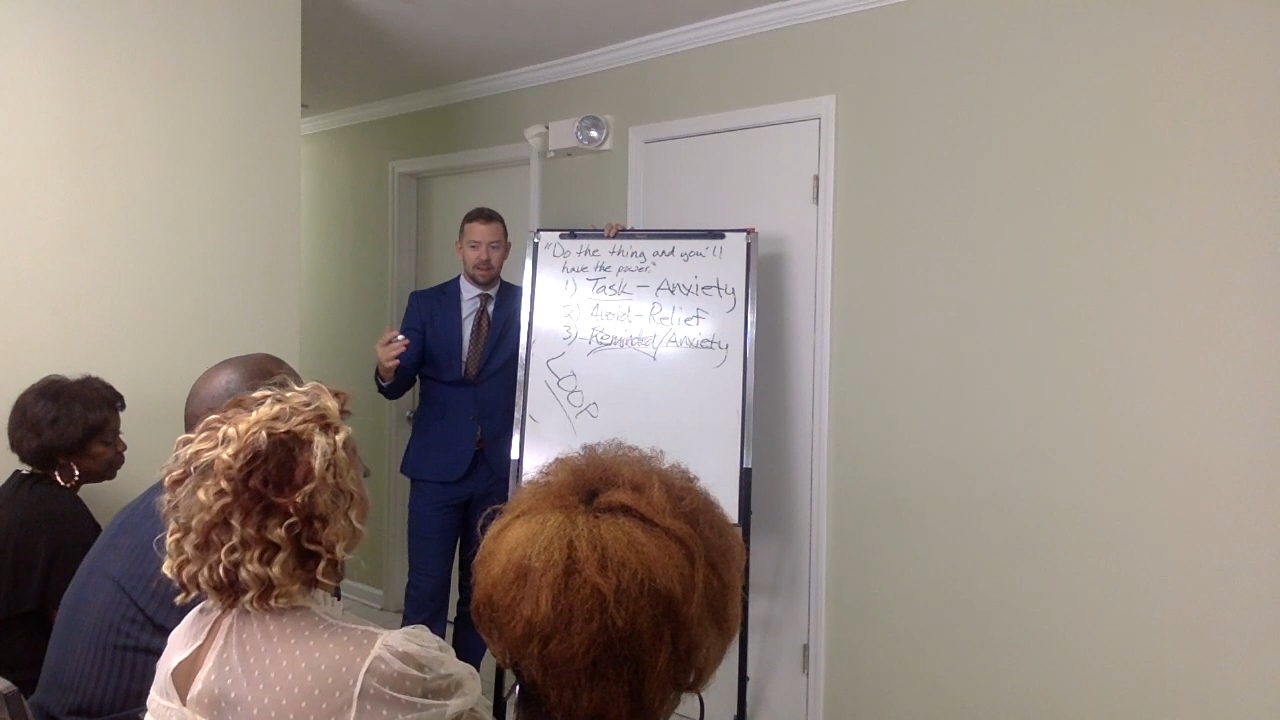 "Do the thing and you'll
have the power."
1) Task - Anxiety
2) Avoid - Relief
3) Reminded/Anxiety
LOOP